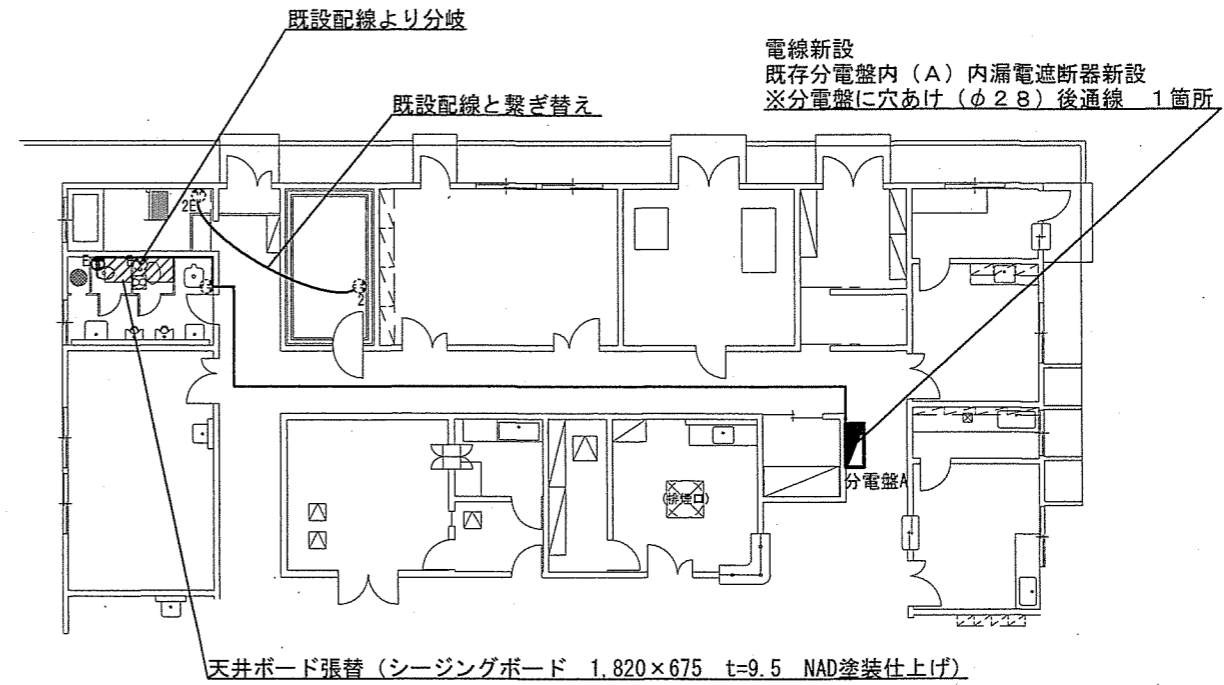 既設配線より分岐
電線新設
既存分電盤内（Ａ）内漏電遮断器新設
※分電盤に穴あけ（φ２８）後通線　１箇所
既設配線と繋ぎ替え
2E
E
2
分電盤A
(排煙口)
天井ボード張替（シージングボード　1,820×675　t=9.5　NAD塗装仕上げ）